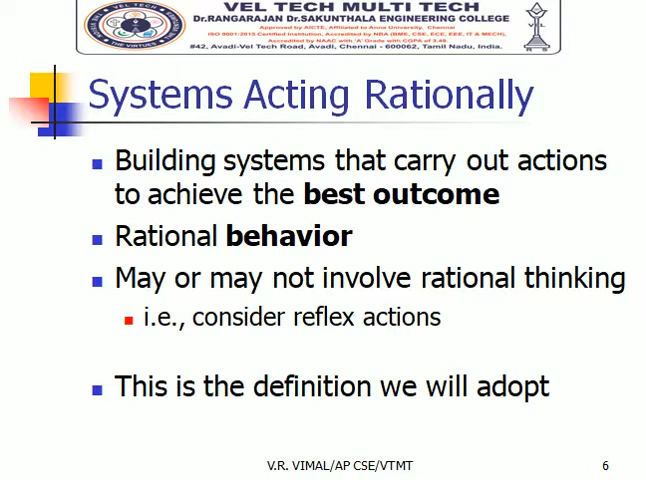 VEL TECH MULTI TECH
Dr.RANGARAJAN Dr.SAKUNTHALA ENGINEERING COLLEGE
Approved by AICTE, Affiliated to Anna University.
ISO 9001:2015 Certified Institution, Accredited by NBA (BME, CSE, ECE, EEE, IT & MECH),
Accredited by NAAC with 'A' Grade with CGPA of 3.49.
#42, Avadi-Vel Tech Road, Avadi, Chennai - 600062, Tamil Nadu, India.
THE VIRTUES
VEL
R S
Systems Acting Rationally
Building systems that carry out actions
to achieve the best outcome
Rational behavior
May or may not involve rational thinking
i.e., consider reflex actions
This is the definition we will adopt
V.R. VIMAL/AP CSE/VTMT
6